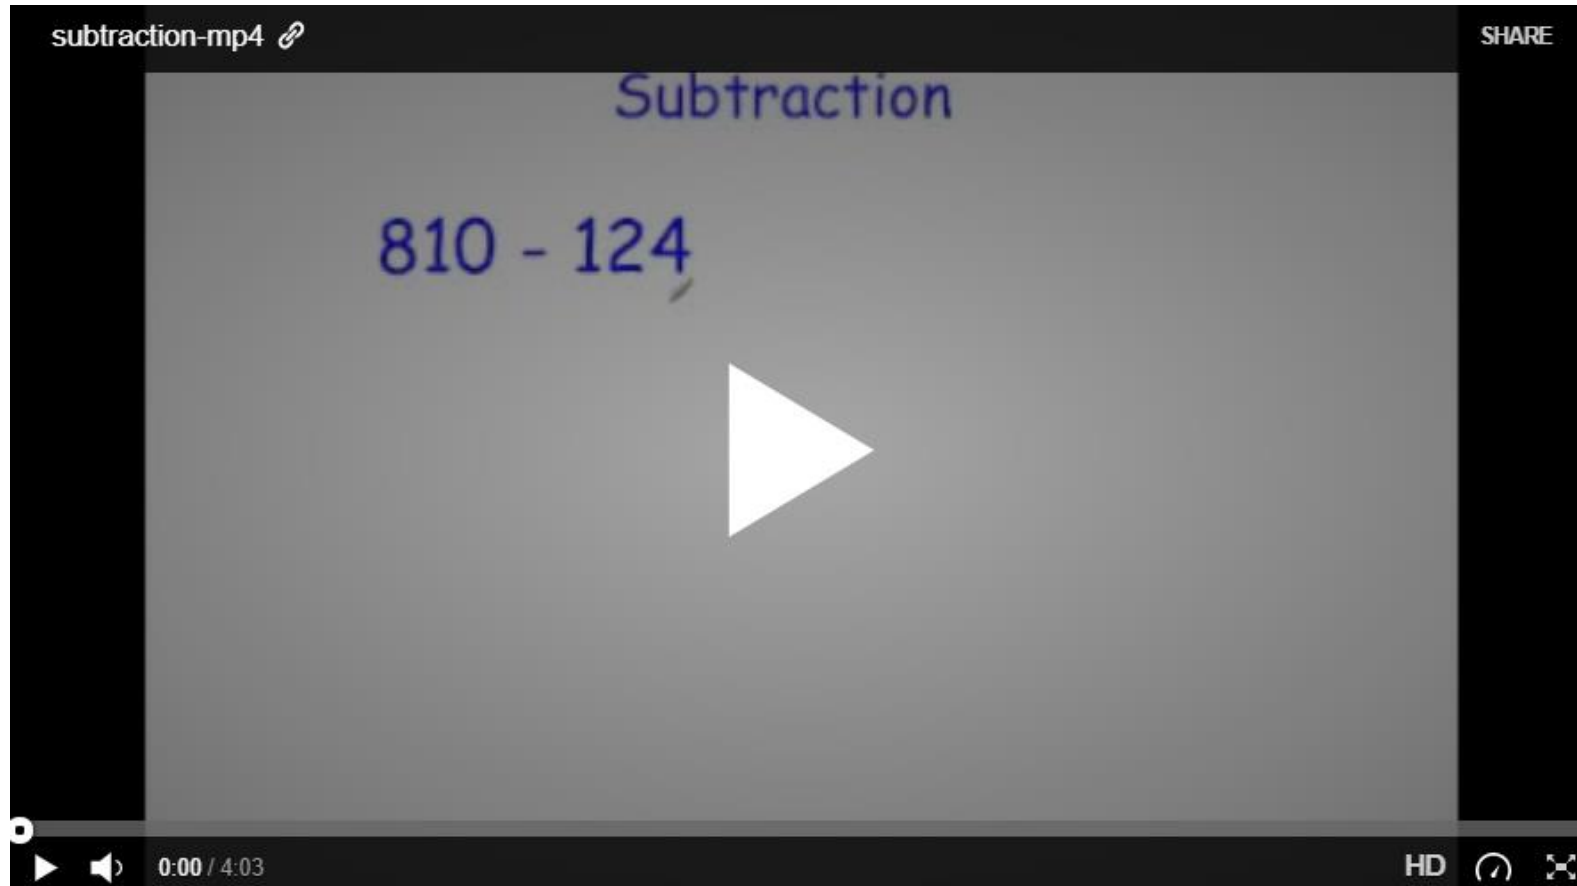 subtraction-mp4
SHARE
Subtraction
810 - 124
0:00 / 4:03
HD